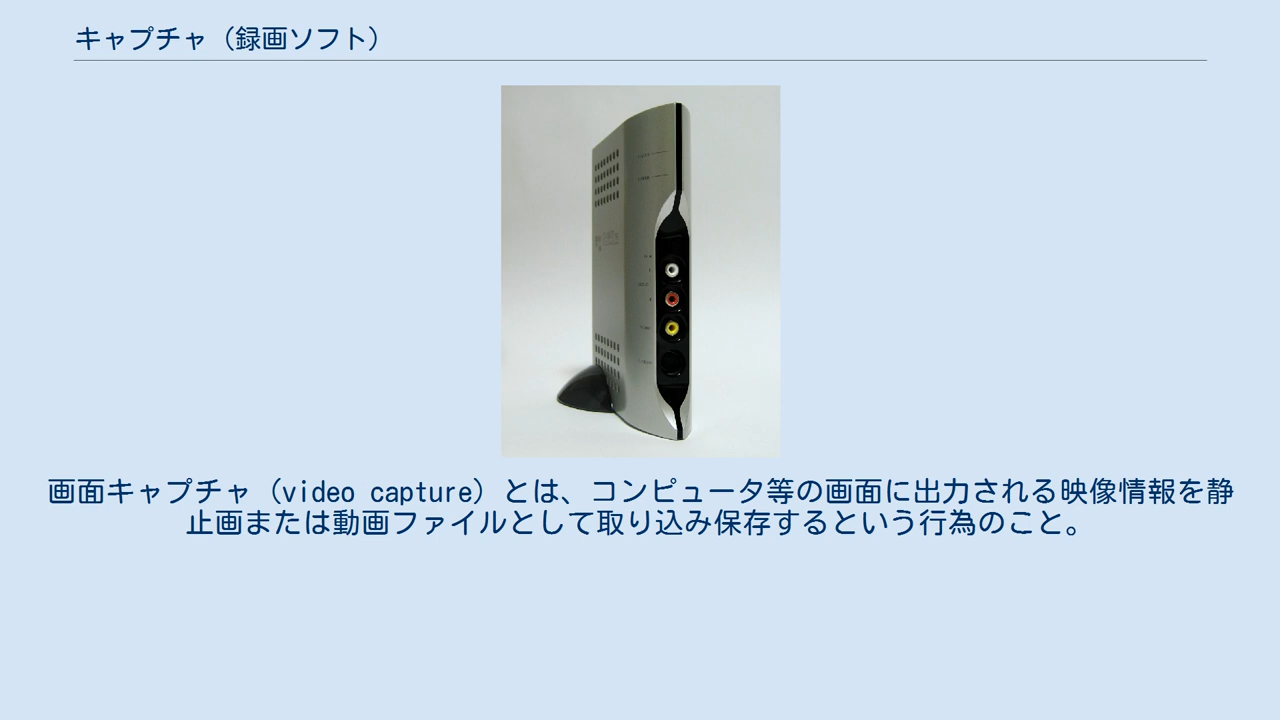 キャプチャ（録画ソフト）
画面キャプチャ（video capture）とは、コンピュータ等の画面に出力される映像情報を静
止画または動画ファイルとして取り込み保存するという行為のこと。